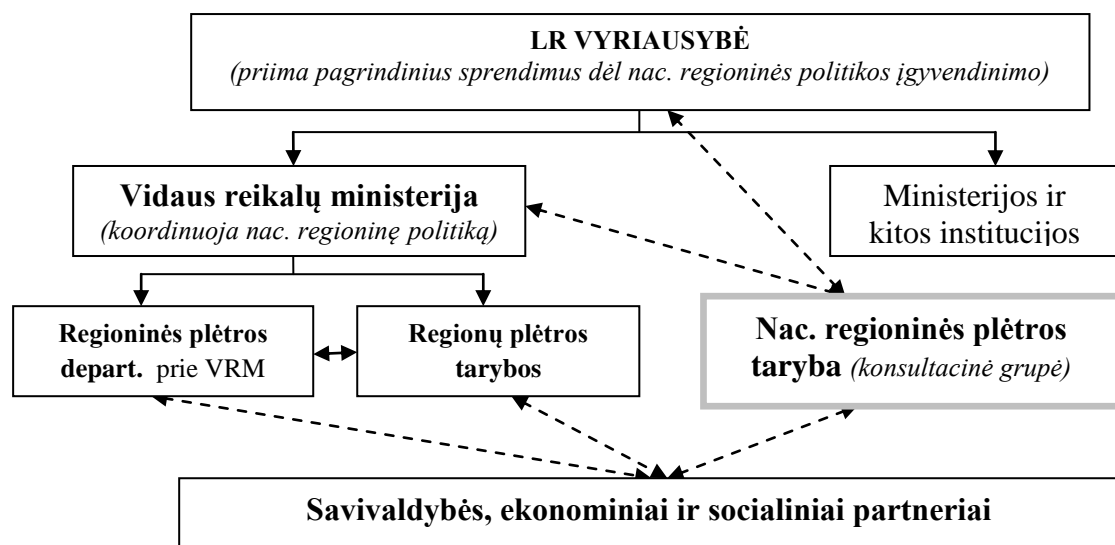 LR VYRIAUSYBĖ
(priima pagrindinius sprendimus dėl nac. regioninės politikos įgyvendinimo)
Vidaus reikalų ministerija
(koordinuoja nac. regioninę politiką)
Ministerijos ir
kitos institucijos
Regioninės plėtros
depart. prie VRM
Regionų plėtros
tarybos
Nac. regioninės plėtros
taryba (konsultacinė grupė)
Savivaldybės, ekonominiai ir socialiniai partneriai